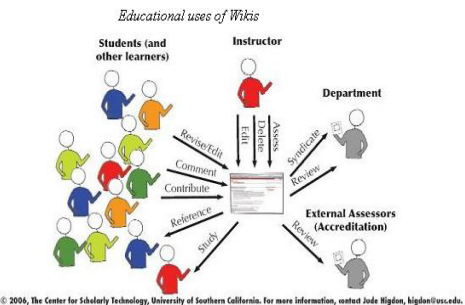 Educational uses of Wikis
Students (and
other learners)
Instructor
Department
Edit
Delete
Assess
Revise/Edit
Comment
Contribute
Reference
Study
Syndicate
Review
External Assessors
(Accreditation)
Review
© 2006, The Center for Scholarly Technology, University of Southern California. For more information, contact Jude Higdon, higdon@usc.edu.